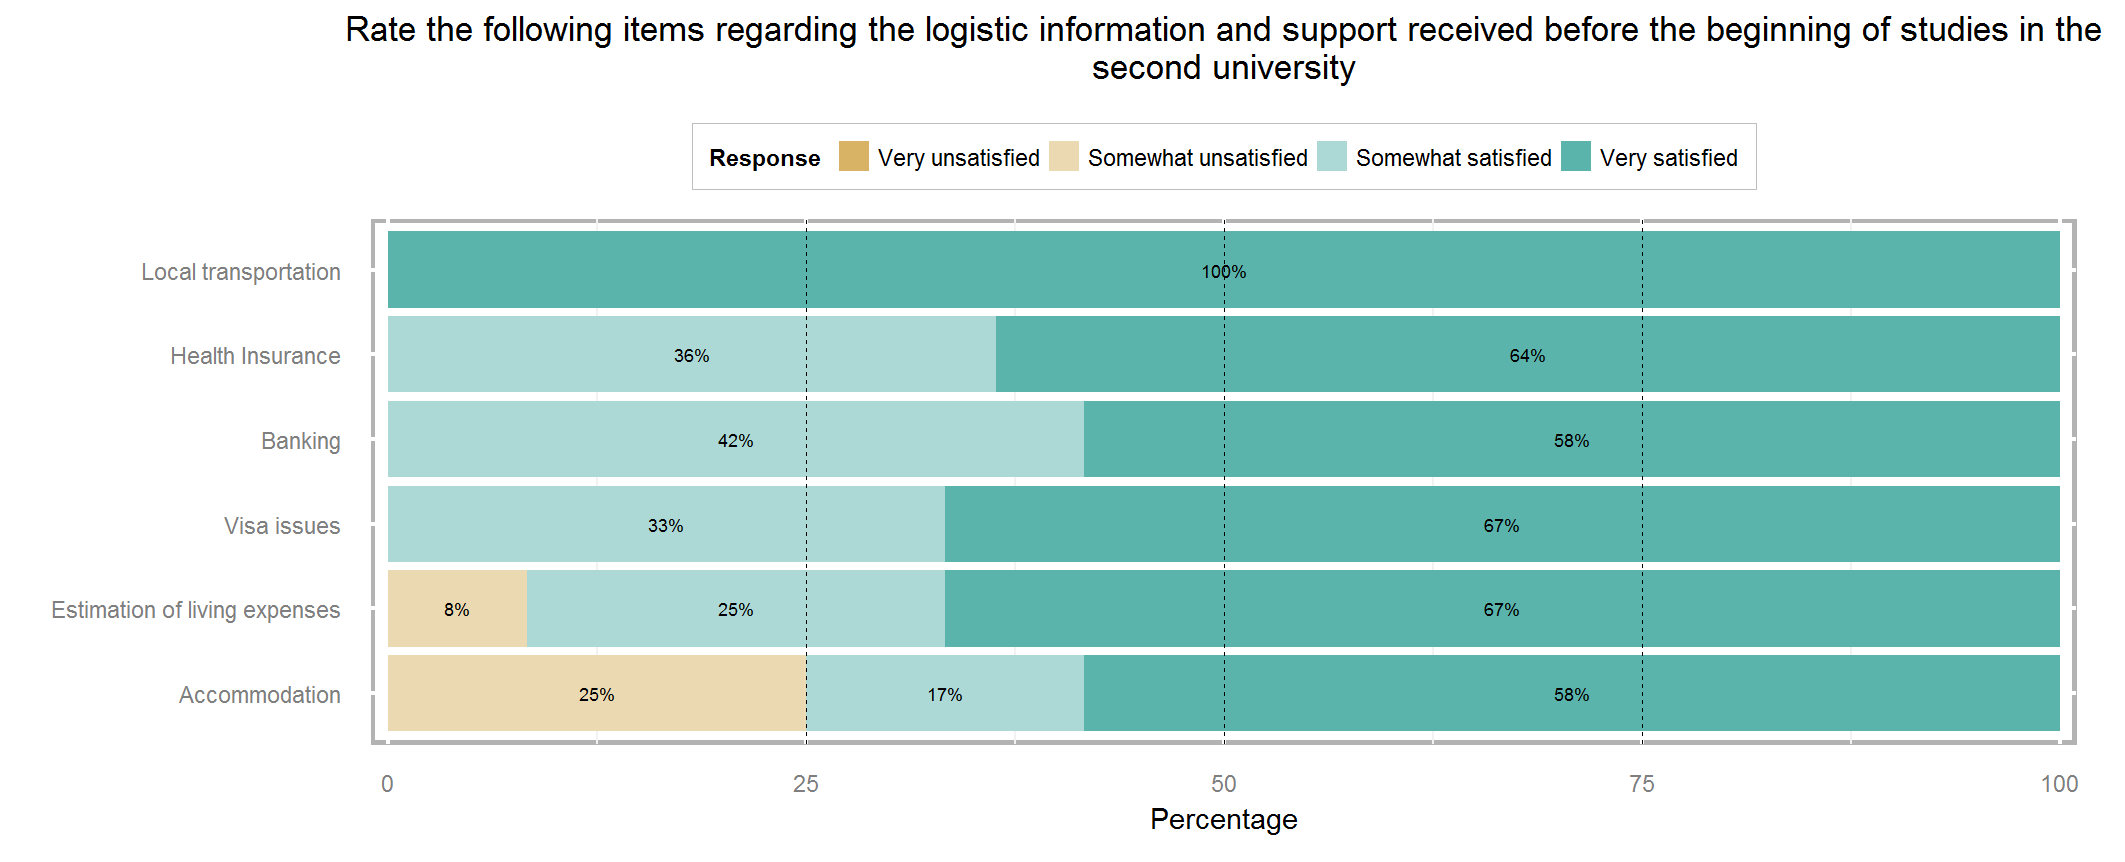 Rate the following items regarding the logistic information and support received before the beginning of studies in the
second university
Response Very unsatisfied Somewhat unsatisfied Somewhat satisfied Very satisfied
Local transportation 100%
Health Insurance 36% 64%
Banking 42% 58%
Visa issues 33% 67%
Estimation of living expenses 8% 25% 67%
Accommodation 25% 17% 58%
0 25 50 75 100
Percentage